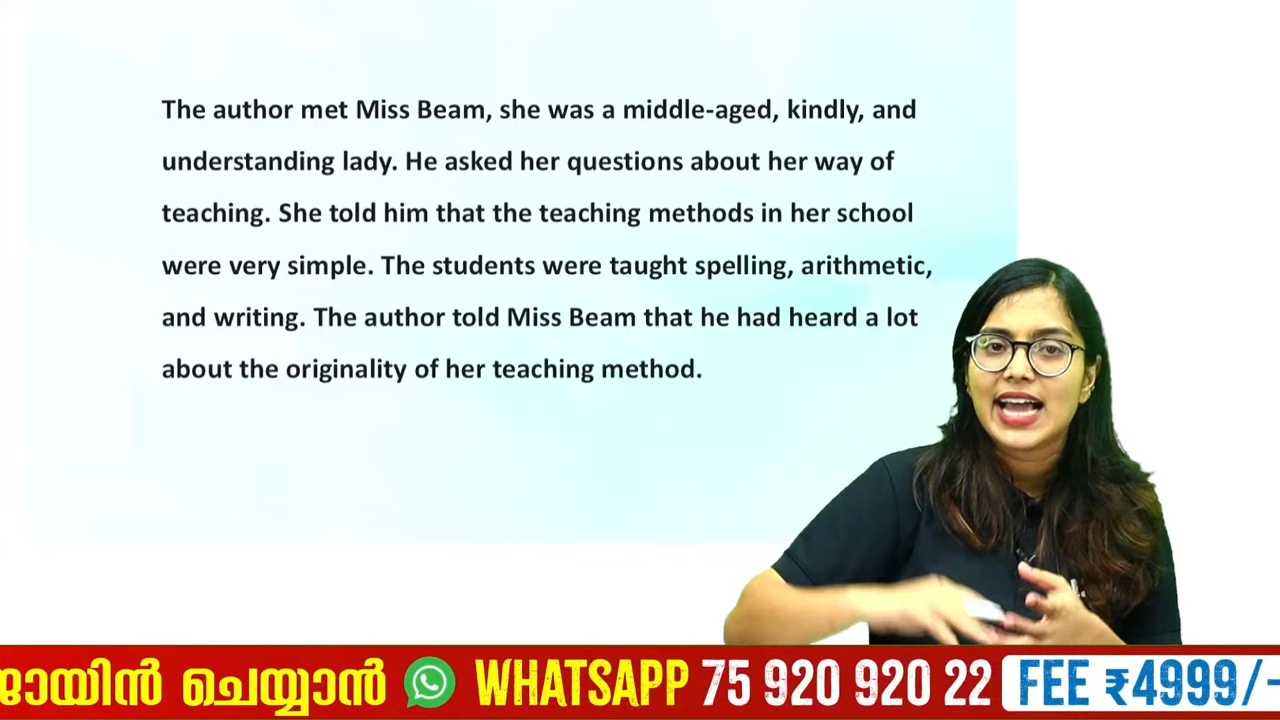 The author met Miss Beam, she was a middle-aged, kindly, and
understanding lady. He asked her questions about her way of
teaching. She told him that the teaching methods in her school
were very simple. The students were taught spelling, arithmetic,
and writing. The author told Miss Beam that he had heard a lot
about the originality of her teaching method.
ജോയിൻ ചെയ്യാൻ WHATSAPP 75 920 920 22 FEE ₹4999/-